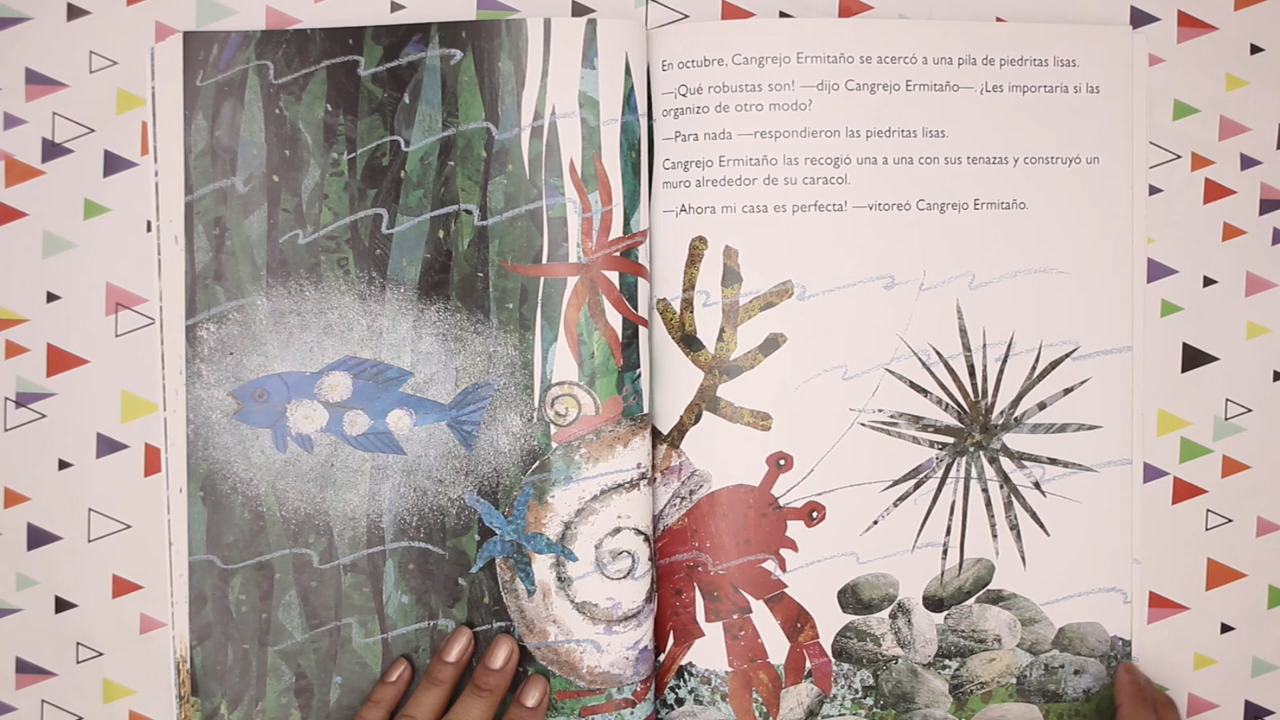 En octubre, Cangrejo Ermitaño se acercó a una pila de piedritas lisas.
—¡Qué robustas son! —dijo Cangrejo Ermitaño—. ¿Les importaría si las
organizo de otro modo?
—Para nada —respondieron las piedritas lisas.
Cangrejo Ermitaño las recogió una a una con sus tenazas y construyó un
muro alrededor de su caracol.
—¡Ahora mi casa es perfecta! —vitoreó Cangrejo Ermitaño.